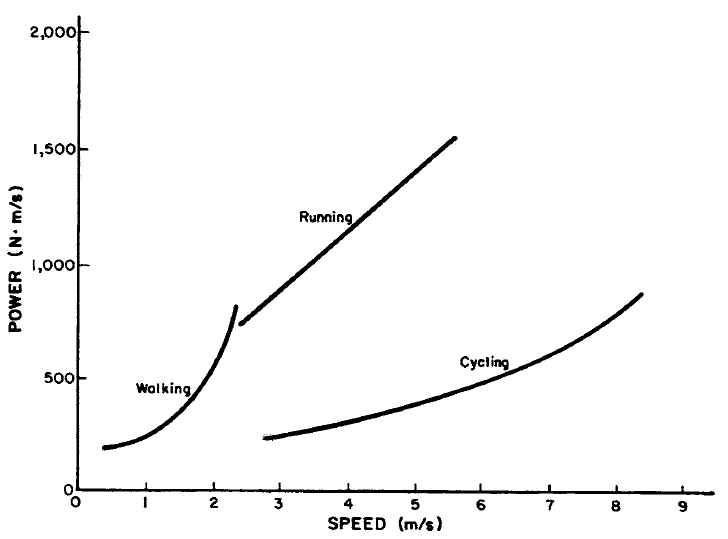 2,000
1,500
Running
1,000
POWER (N·m/s)
Cycling
500
Walking
0
0 1 2 3 4 5 6 7 8 9
SPEED (m/s)